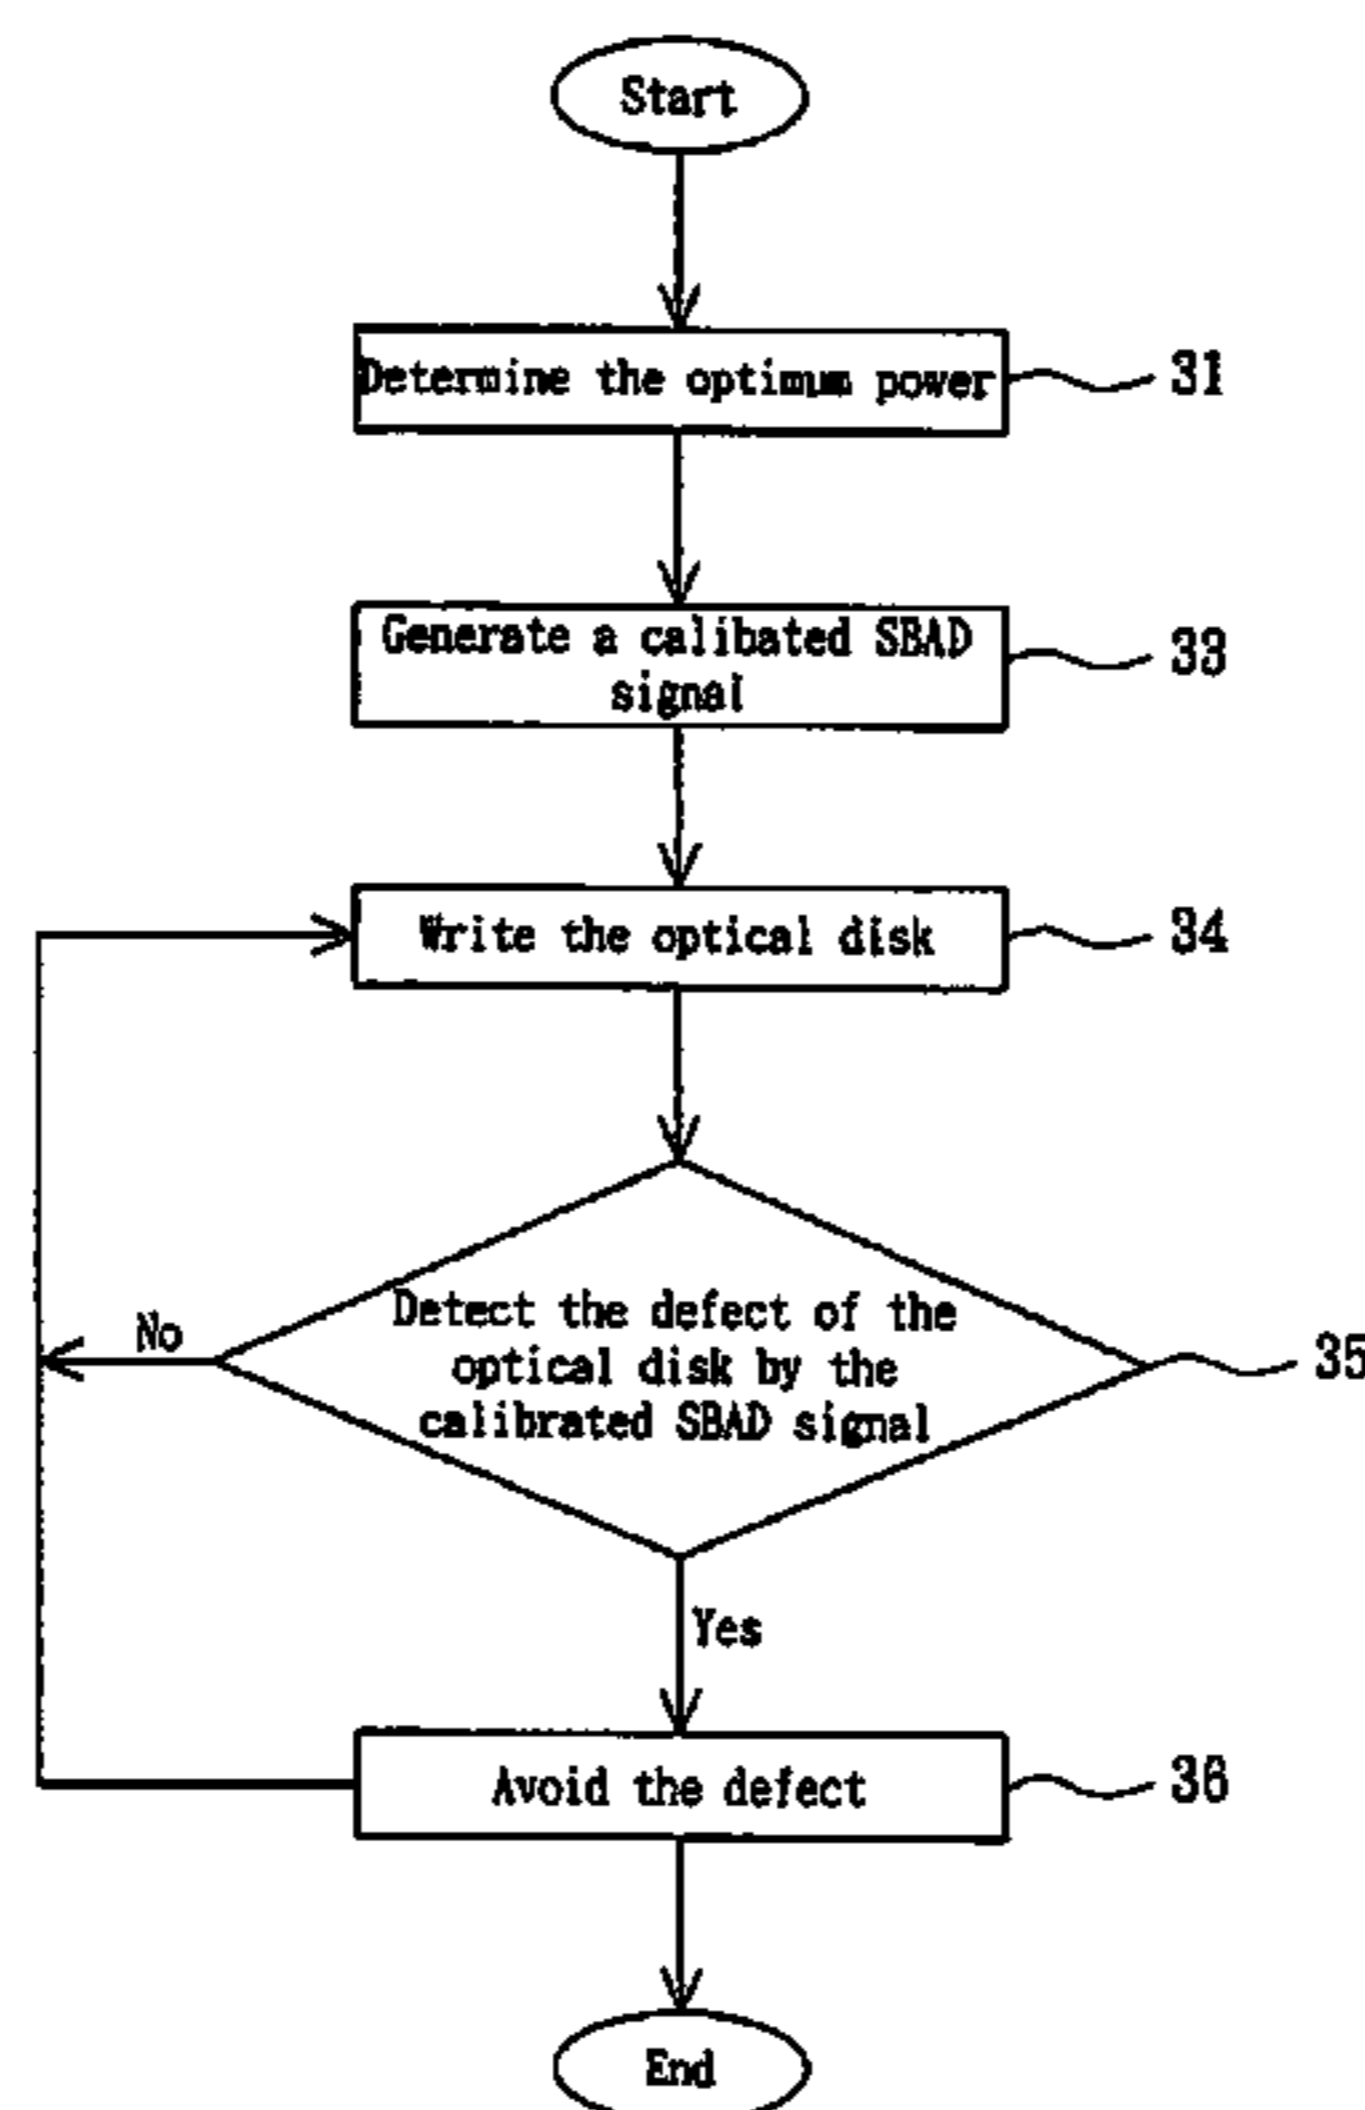 Start
Determine the optimum power
31
Generate a calibated SBAD
signal
33
Write the optical disk
34
Detect the defect of the
optical disk by the
calibrated SBAD signal
35
No
Yes
Avoid the defect
36
End